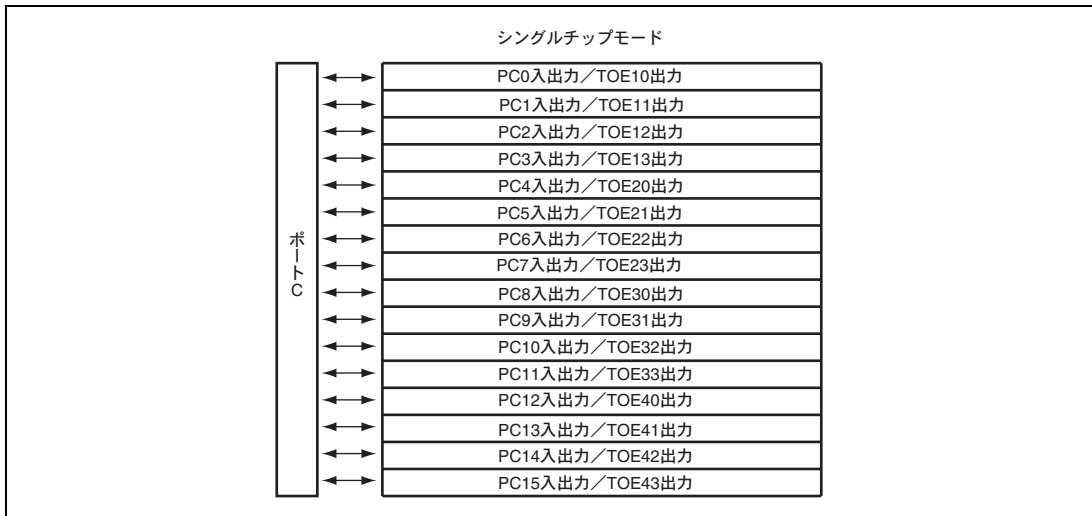 シングルチップモード
ポートC
PC0入出力／TOE10出力
PC1入出力／TOE11出力
PC2入出力／TOE12出力
PC3入出力／TOE13出力
PC4入出力／TOE20出力
PC5入出力／TOE21出力
PC6入出力／TOE22出力
PC7入出力／TOE23出力
PC8入出力／TOE30出力
PC9入出力／TOE31出力
PC10入出力／TOE32出力
PC11入出力／TOE33出力
PC12入出力／TOE40出力
PC13入出力／TOE41出力
PC14入出力／TOE42出力
PC15入出力／TOE43出力